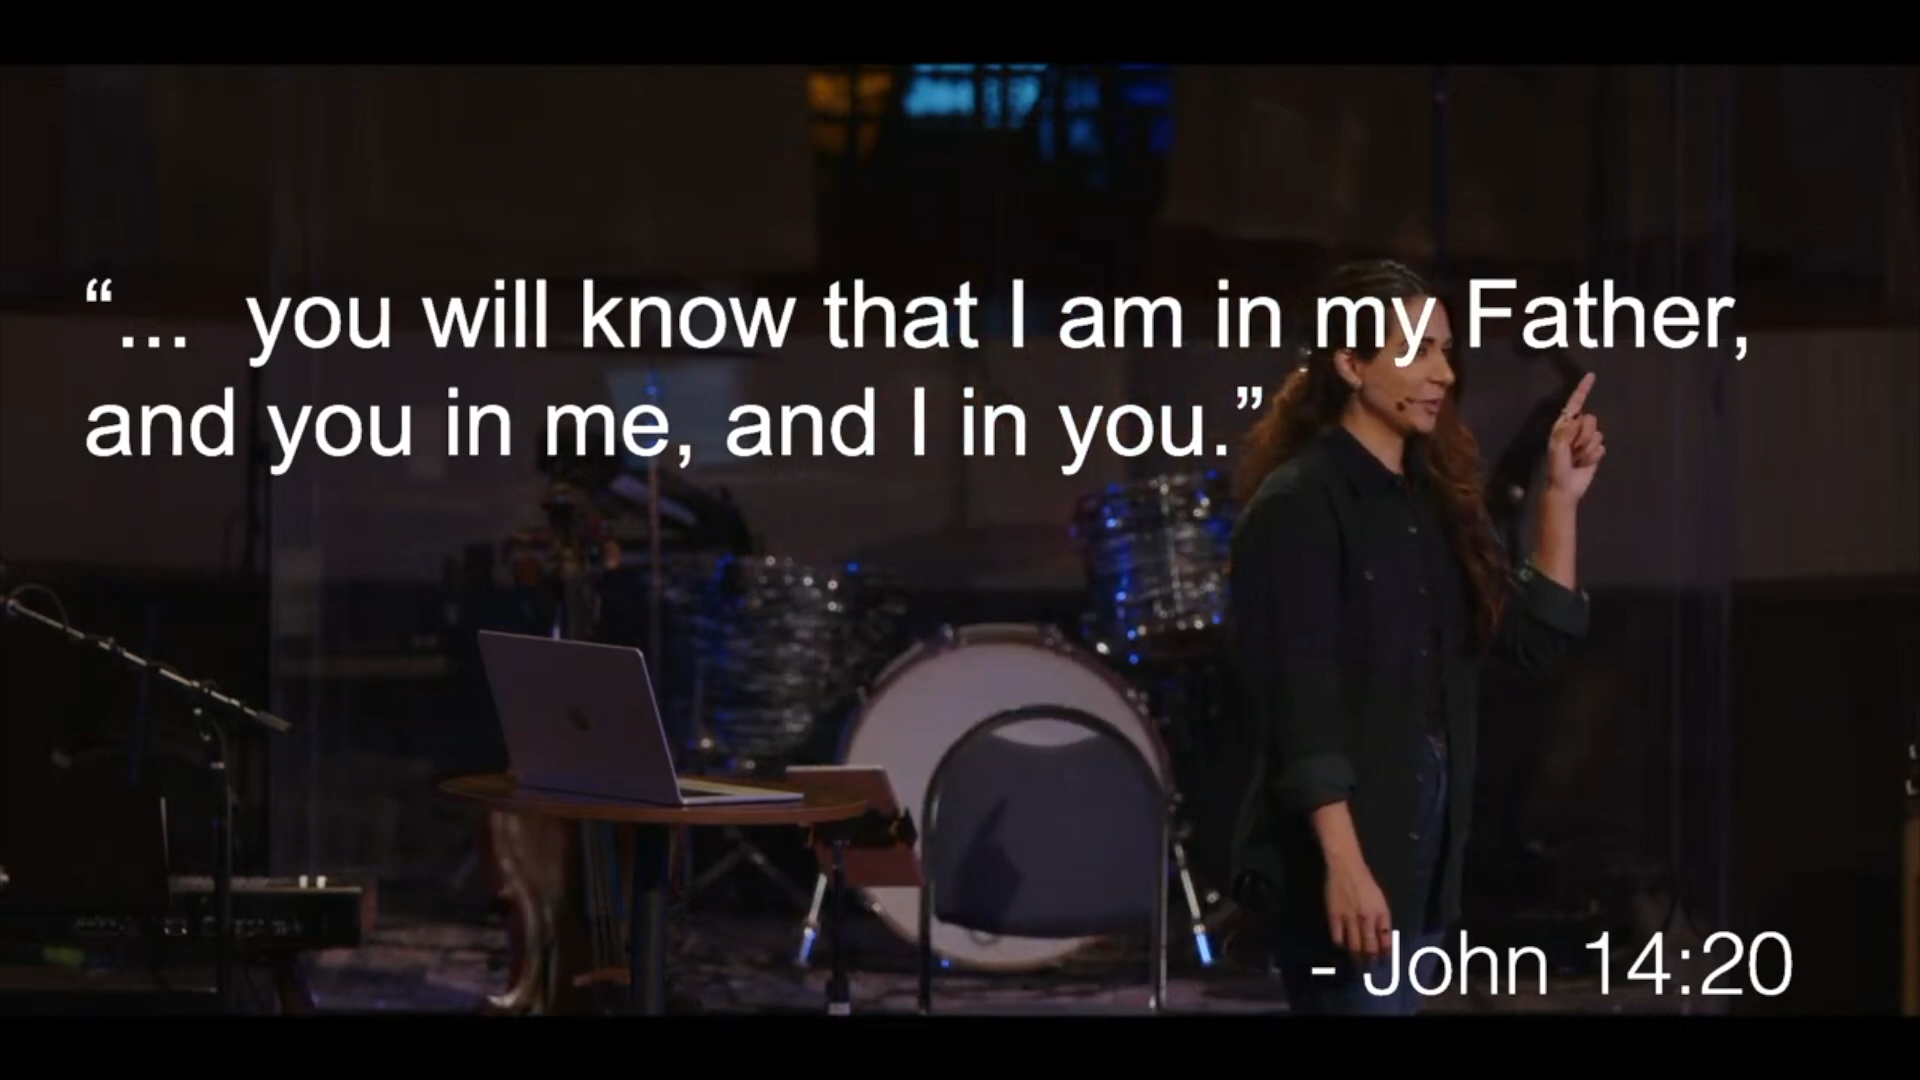 “... you will know that I am in my Father,
and you in me, and I in you.”
- John 14:20